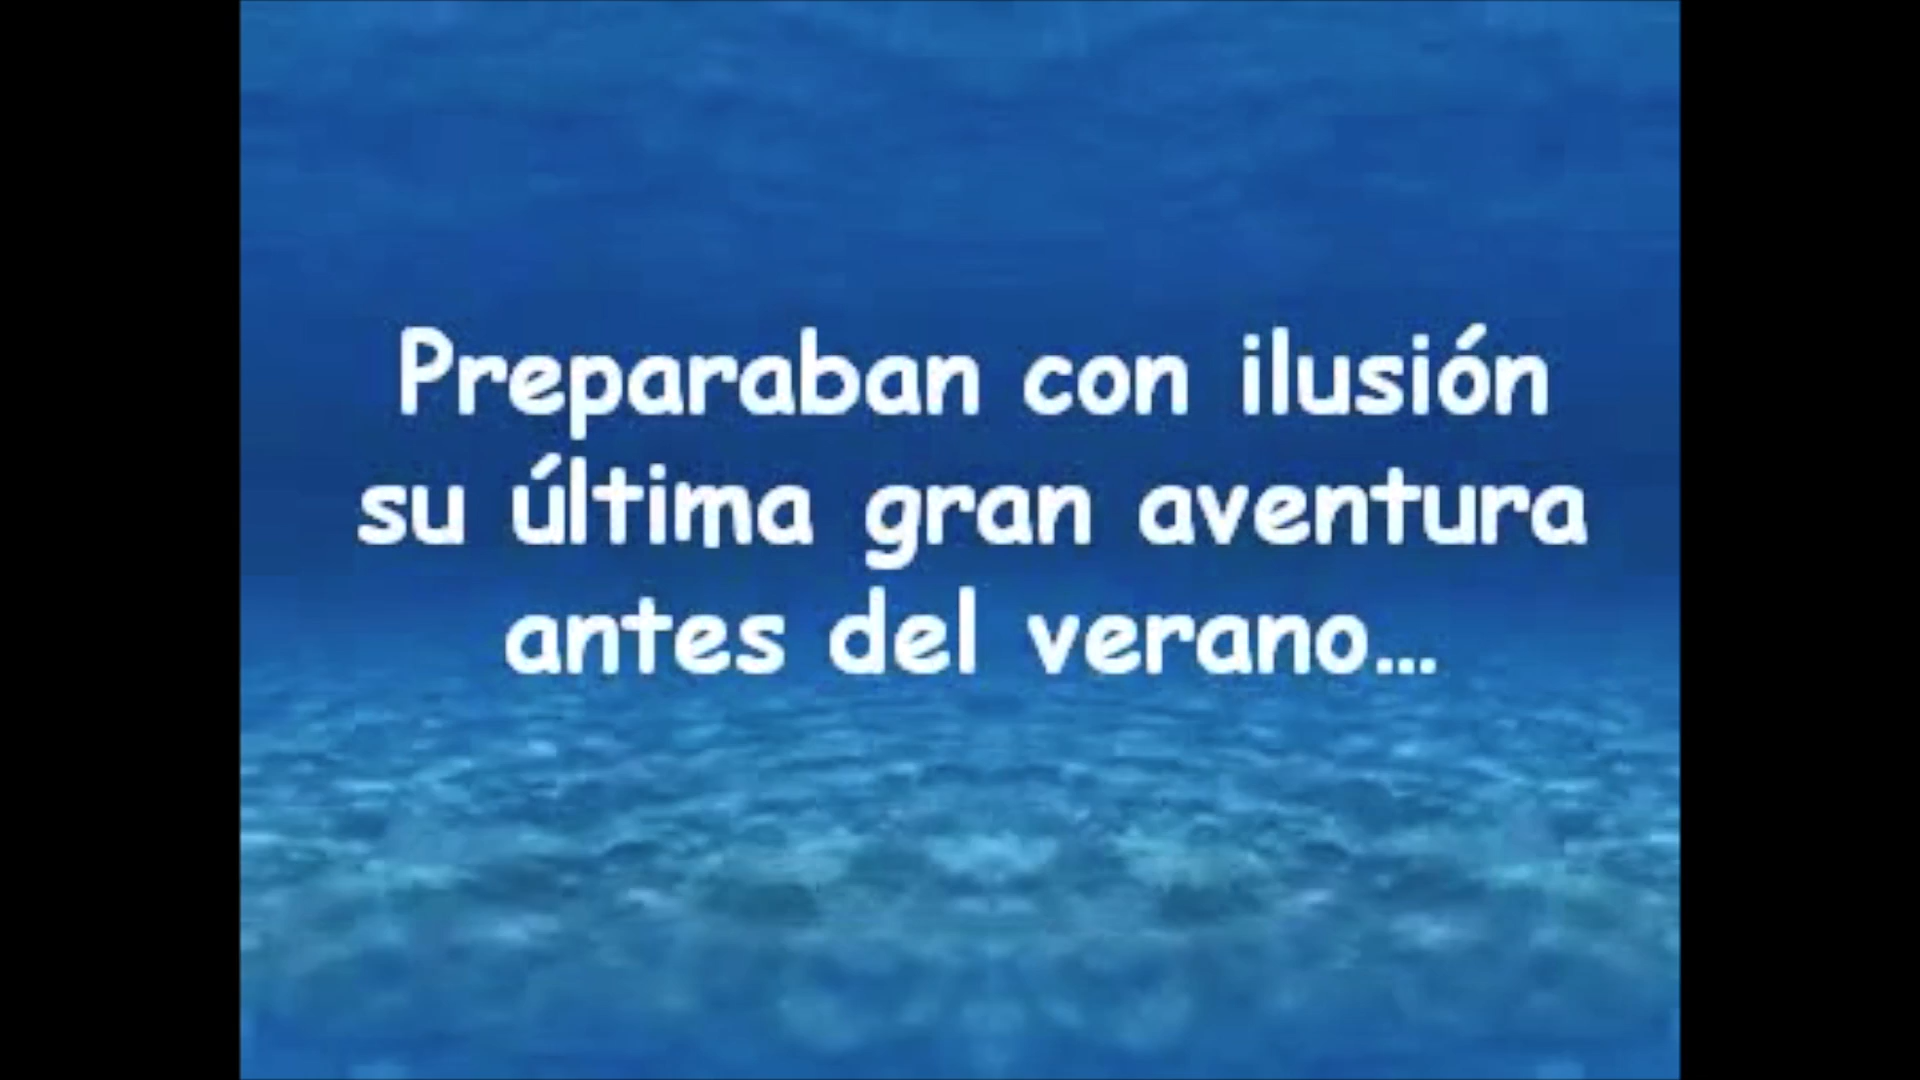 Preparaban con ilusión
su última gran aventura
antes del verano...